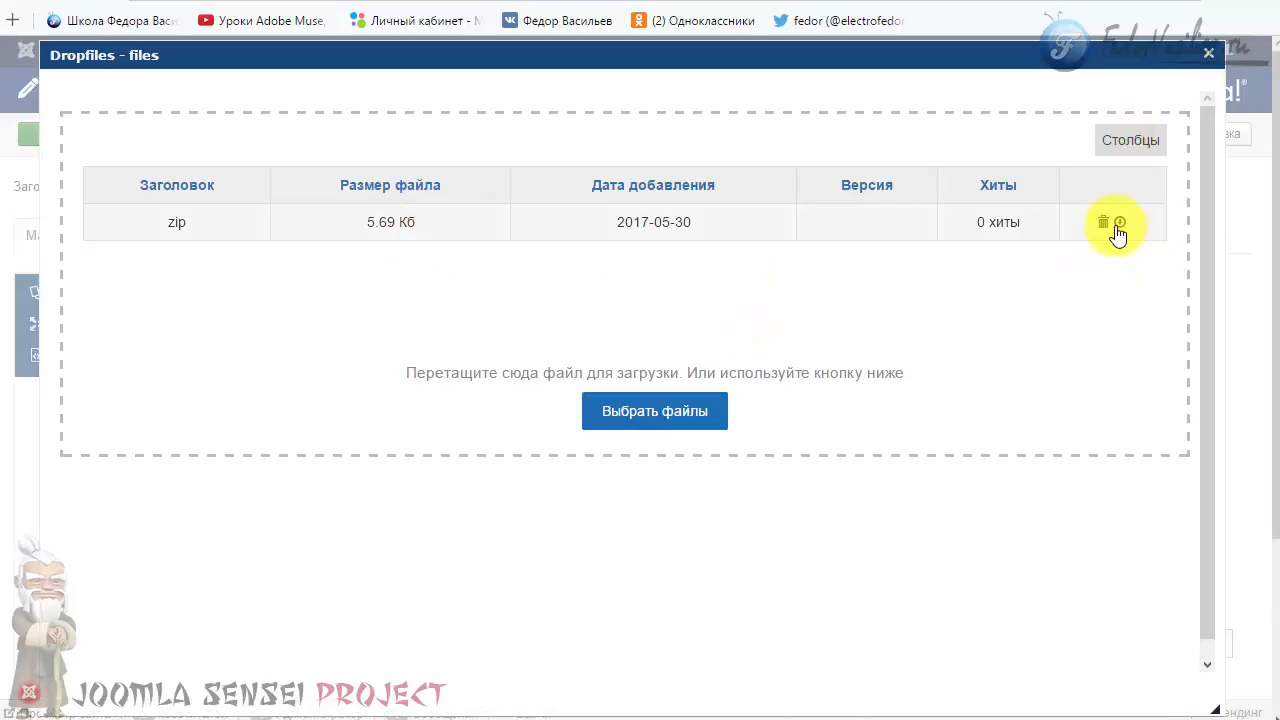 Школа Федора Васи
Уроки Adobe Muse,
Личный кабинет - М
Федор Васильев
(2) Одноклассники
fedor (@electrofedor
Dropfiles - files
FedorVasiliev.ru
Столбцы
Заголовок Размер файла Дата добавления Версия Хиты
zip 5.69 Кб 2017-05-30 0 хиты
Перетащите сюда файл для загрузки. Или используйте кнопку ниже
Выбрать файлы
JOOMLA SENSEI PROJECT